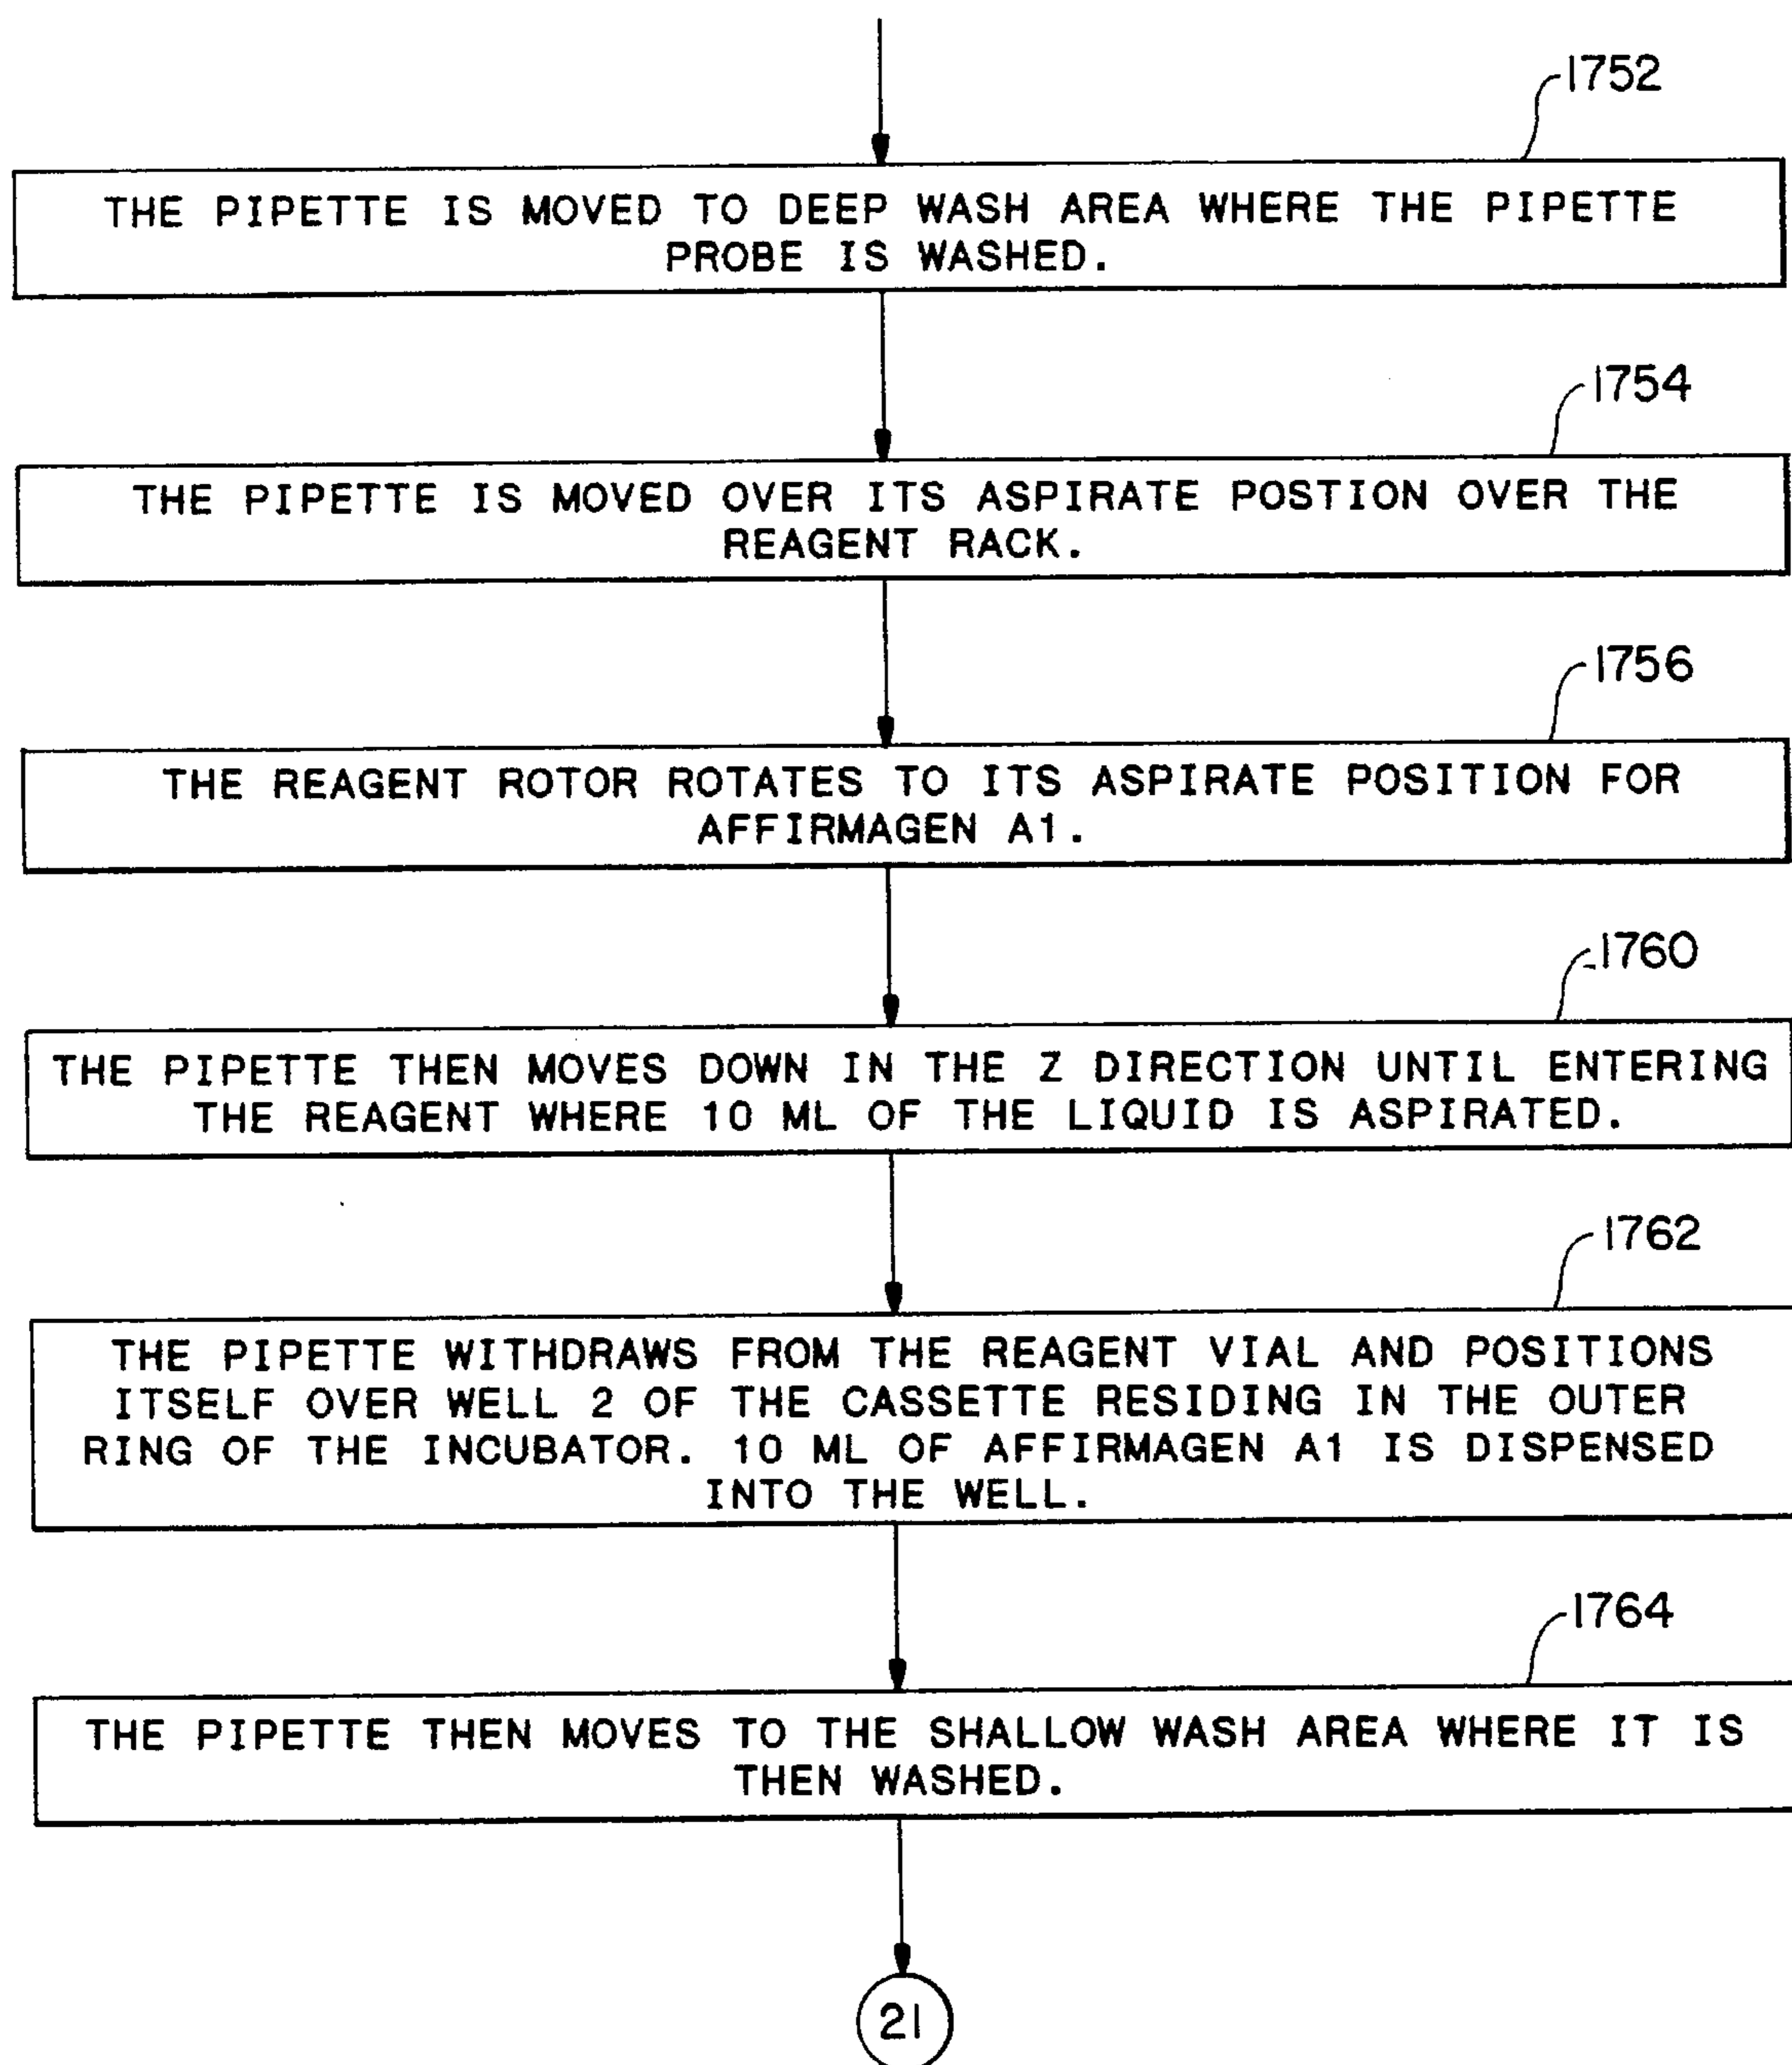 1752
THE PIPETTE IS MOVED TO DEEP WASH AREA WHERE THE PIPETTE
PROBE IS WASHED.
1754
THE PIPETTE IS MOVED OVER ITS ASPIRATE POSTION OVER THE
REAGENT RACK.
1756
THE REAGENT ROTOR ROTATES TO ITS ASPIRATE POSITION FOR
AFFIRMAGEN A1.
1760
THE PIPETTE THEN MOVES DOWN IN THE Z DIRECTION UNTIL ENTERING
THE REAGENT WHERE 10 ML OF THE LIQUID IS ASPIRATED.
1762
THE PIPETTE WITHDRAWS FROM THE REAGENT VIAL AND POSITIONS
ITSELF OVER WELL 2 OF THE CASSETTE RESIDING IN THE OUTER
RING OF THE INCUBATOR. 10 ML OF AFFIRMAGEN A1 IS DISPENSED
INTO THE WELL.
1764
THE PIPETTE THEN MOVES TO THE SHALLOW WASH AREA WHERE IT IS
THEN WASHED.
21